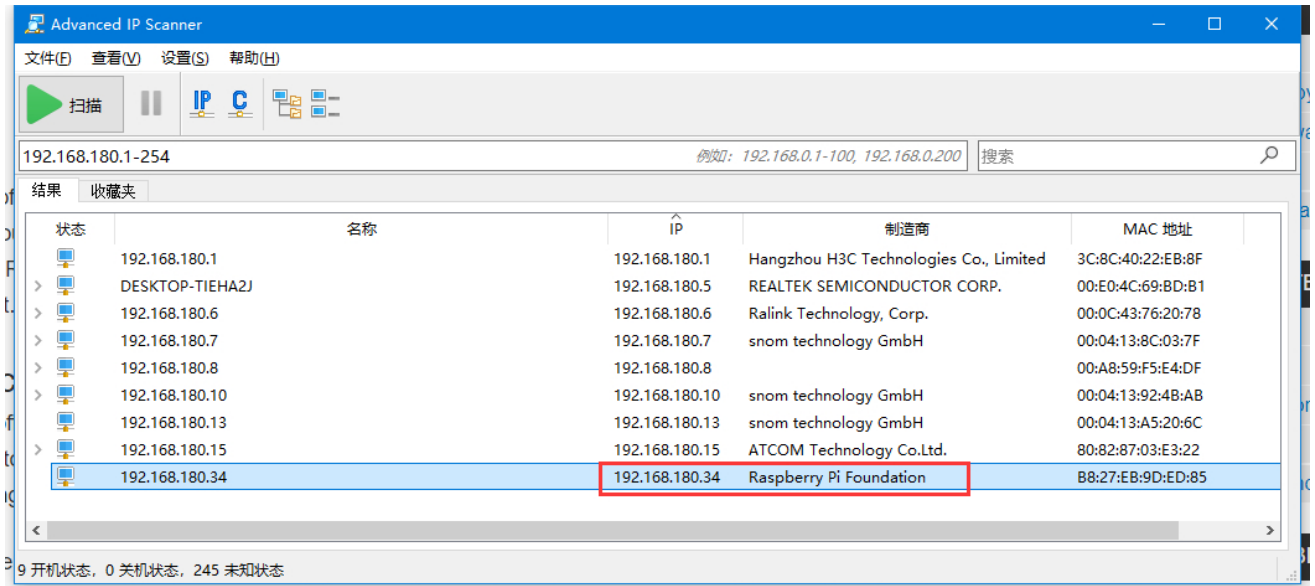 Advanced IP Scanner
文件(F) 查看(V) 设置(S) 帮助(H)
扫描 IP C
192.168.180.1-254 例如: 192.168.0.1-100, 192.168.0.200 搜索
结果 收藏夹
状态 名称 IP 制造商 MAC 地址
192.168.180.1 192.168.180.1 Hangzhou H3C Technologies Co., Limited 3C:8C:40:22:EB:8F
DESKTOP-TIEHA2J 192.168.180.5 REALTEK SEMICONDUCTOR CORP. 00:E0:4C:69:BD:B1
192.168.180.6 192.168.180.6 Ralink Technology, Corp. 00:0C:43:76:20:78
192.168.180.7 192.168.180.7 snom technology GmbH 00:04:13:8C:03:7F
192.168.180.8 192.168.180.8 00:A8:59:F5:E4:DF
192.168.180.10 192.168.180.10 snom technology GmbH 00:04:13:92:4B:AB
192.168.180.13 192.168.180.13 snom technology GmbH 00:04:13:A5:20:6C
192.168.180.15 192.168.180.15 ATCOM Technology Co.Ltd. 80:82:87:03:E3:22
192.168.180.34 192.168.180.34 Raspberry Pi Foundation B8:27:EB:9D:ED:85
9 开机状态, 0 关机状态, 245 未知状态